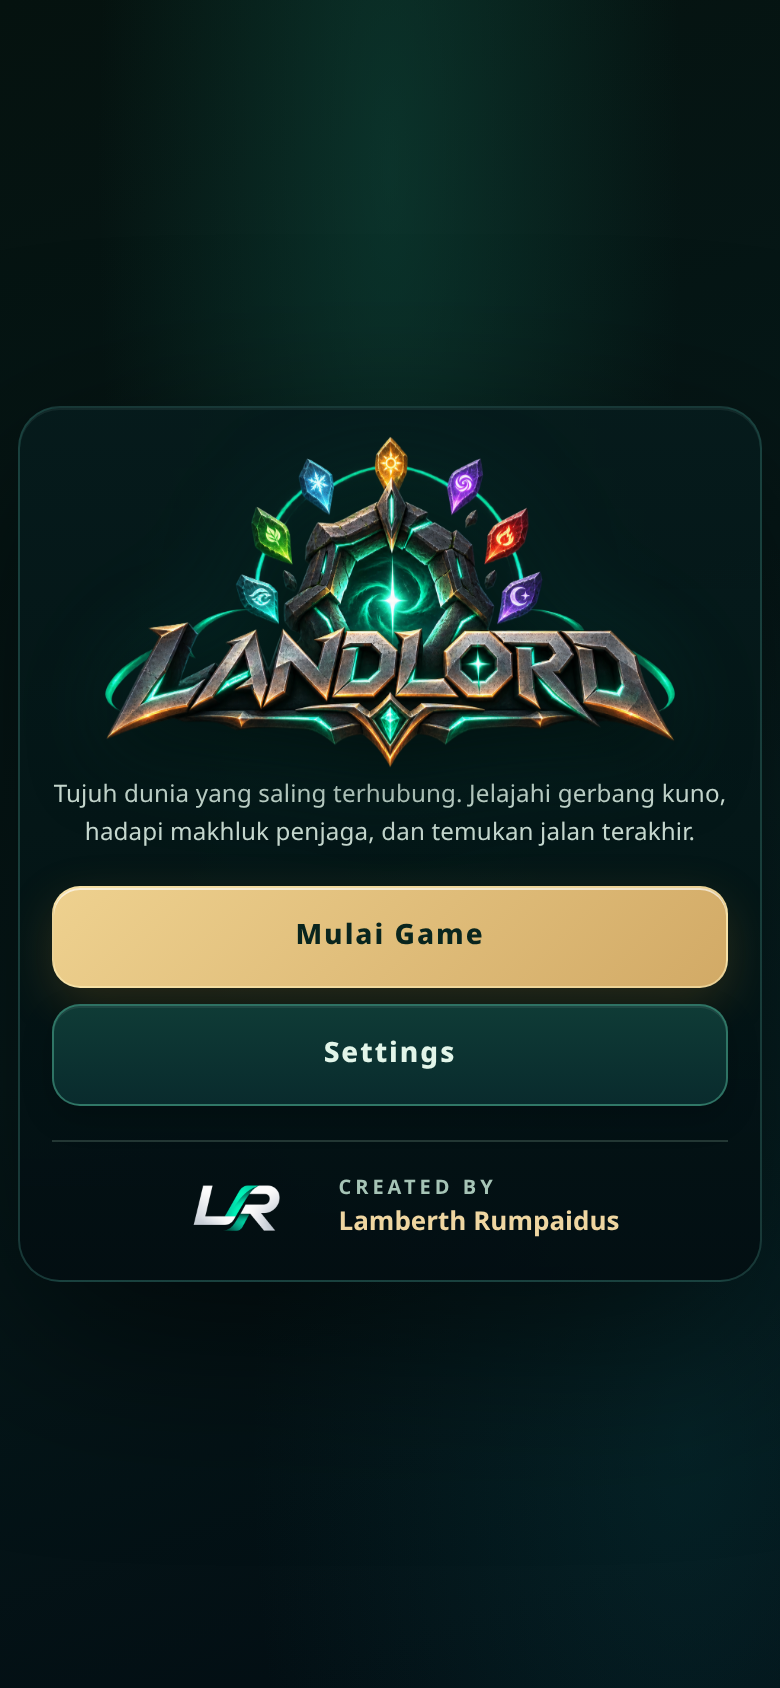 LANDLORD
Tujuh dunia yang saling terhubung. Jelajahi gerbang kuno,
hadapi makhluk penjaga, dan temukan jalan terakhir.
Mulai Game
Settings
LR
CREATED BY
Lamberth Rumpaidus